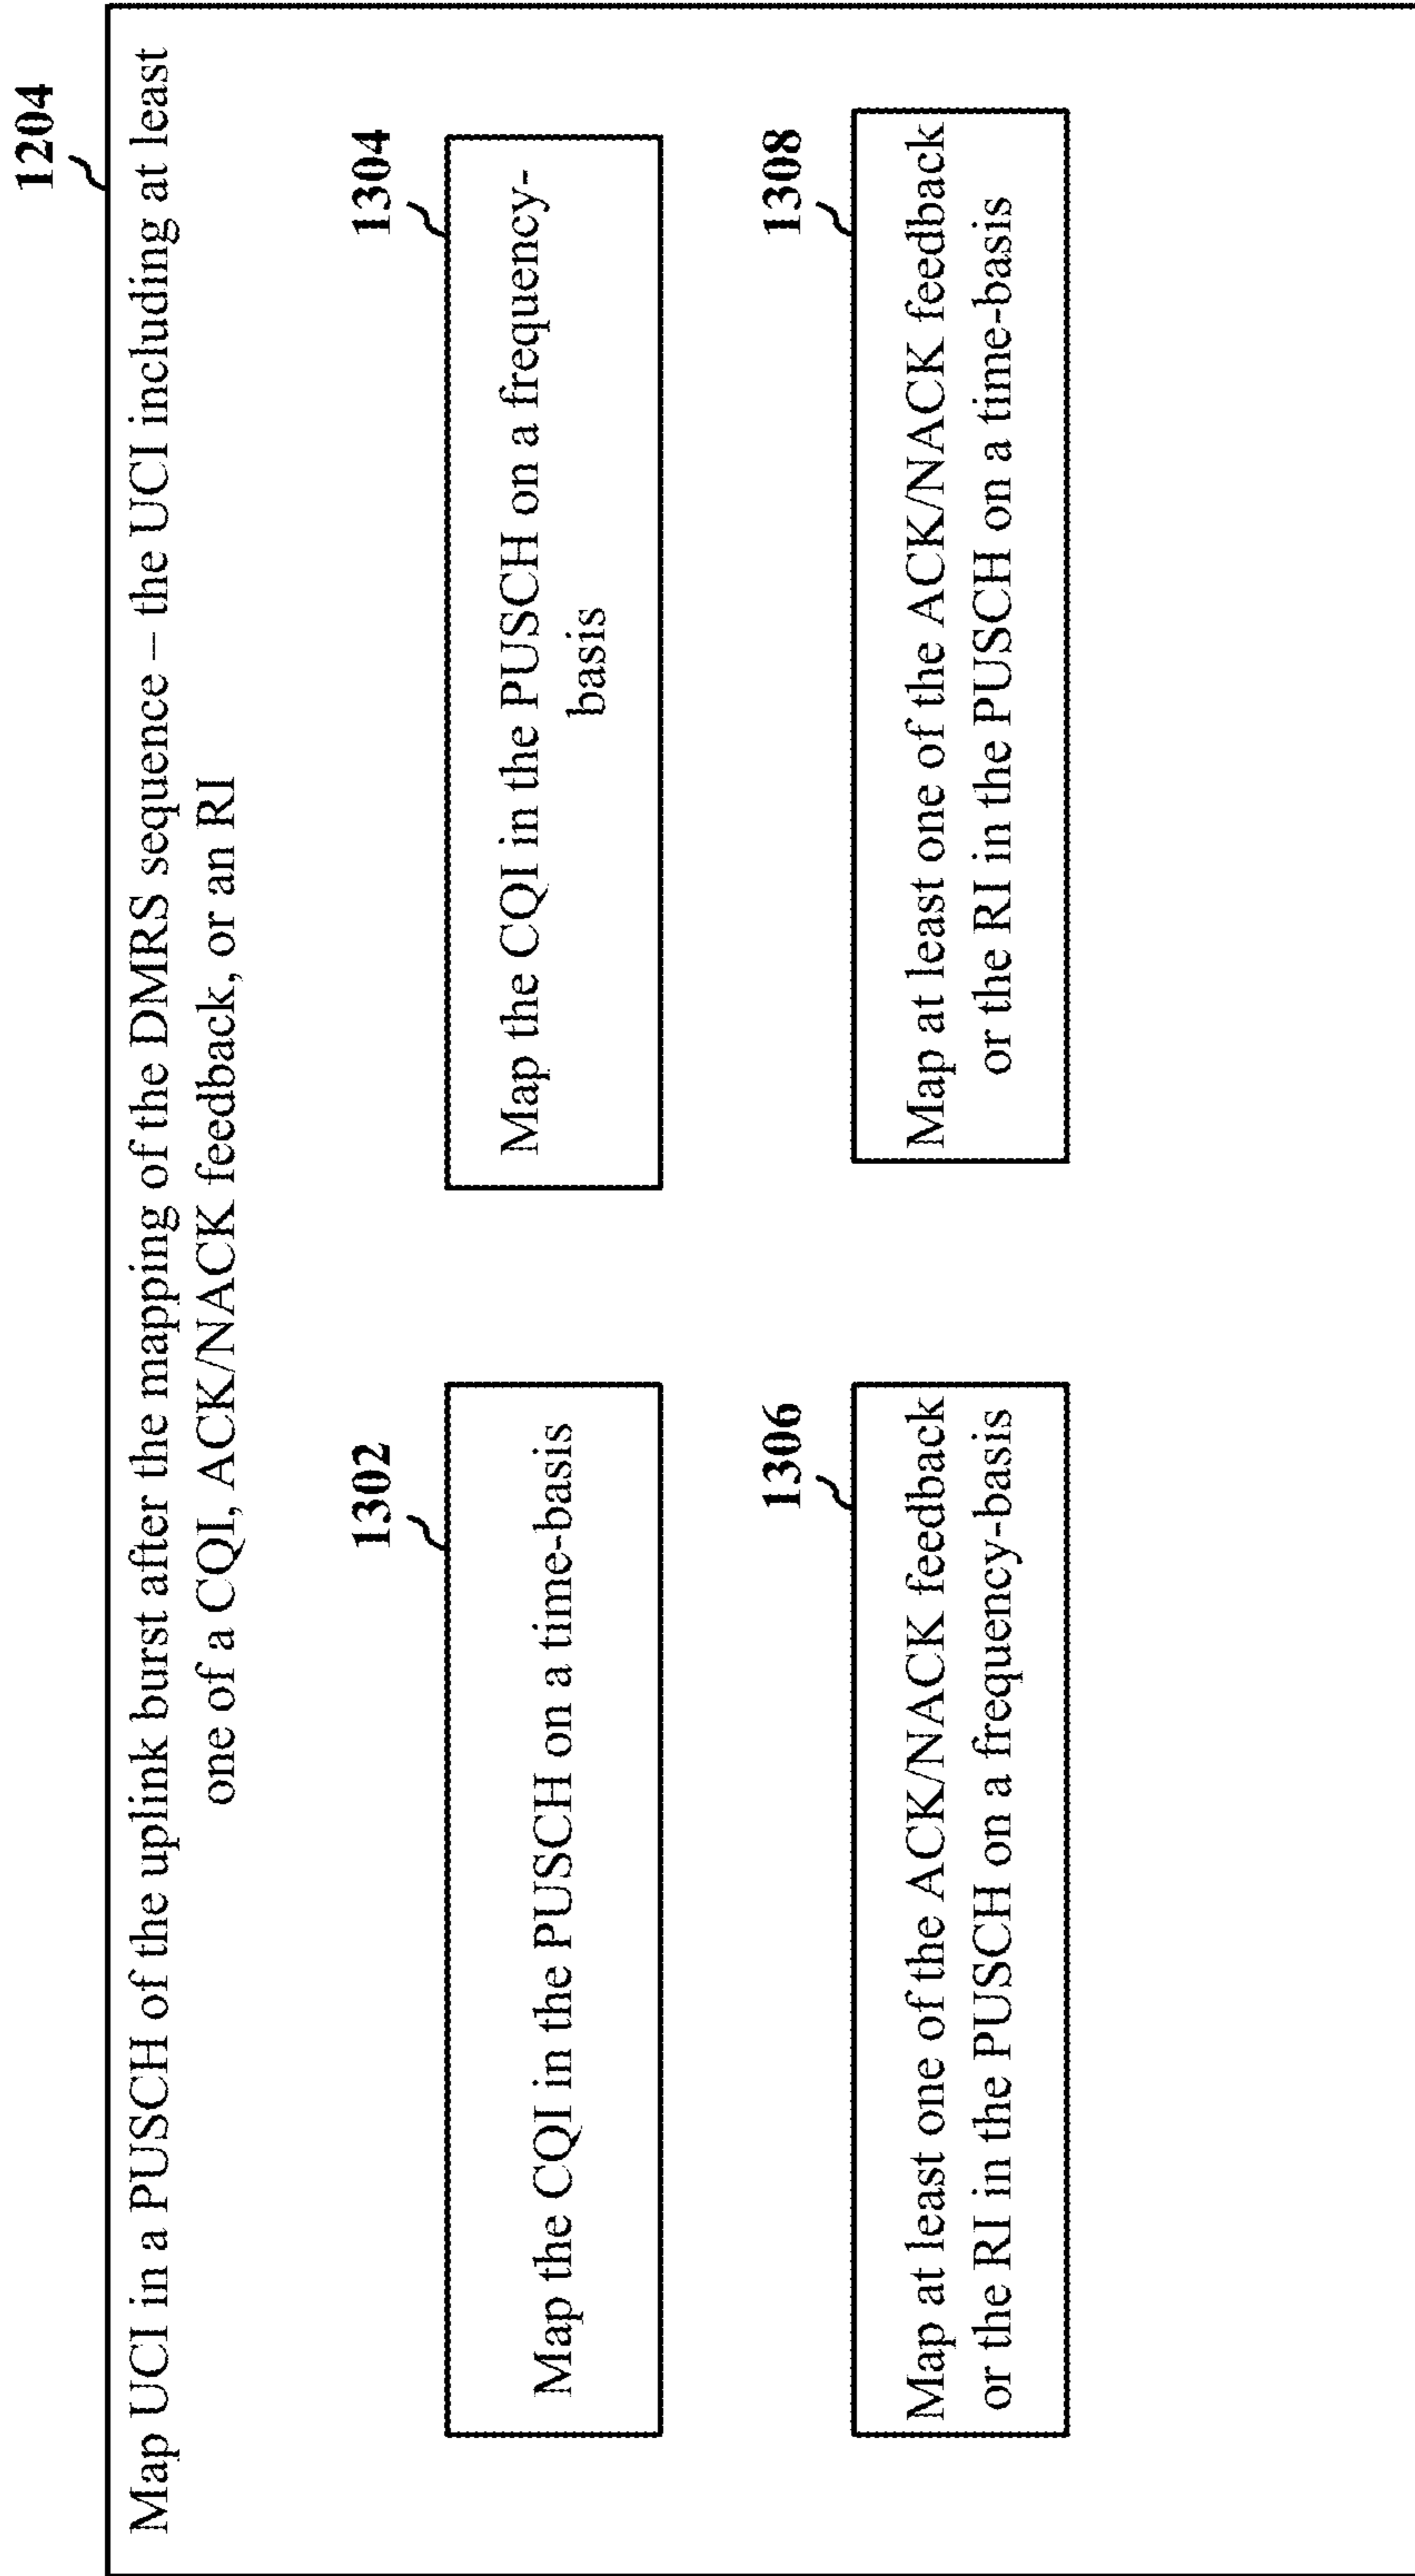 1204
Map UCI in a PUSCH of the uplink burst after the mapping of the DMRS sequence – the UCI including at least
one of a CQI, ACK/NACK feedback, or an RI
1302
Map the CQI in the PUSCH on a time-basis
1304
Map the CQI in the PUSCH on a frequency-
basis
1306
Map at least one of the ACK/NACK feedback
or the RI in the PUSCH on a frequency-basis
1308
Map at least one of the ACK/NACK feedback
or the RI in the PUSCH on a time-basis